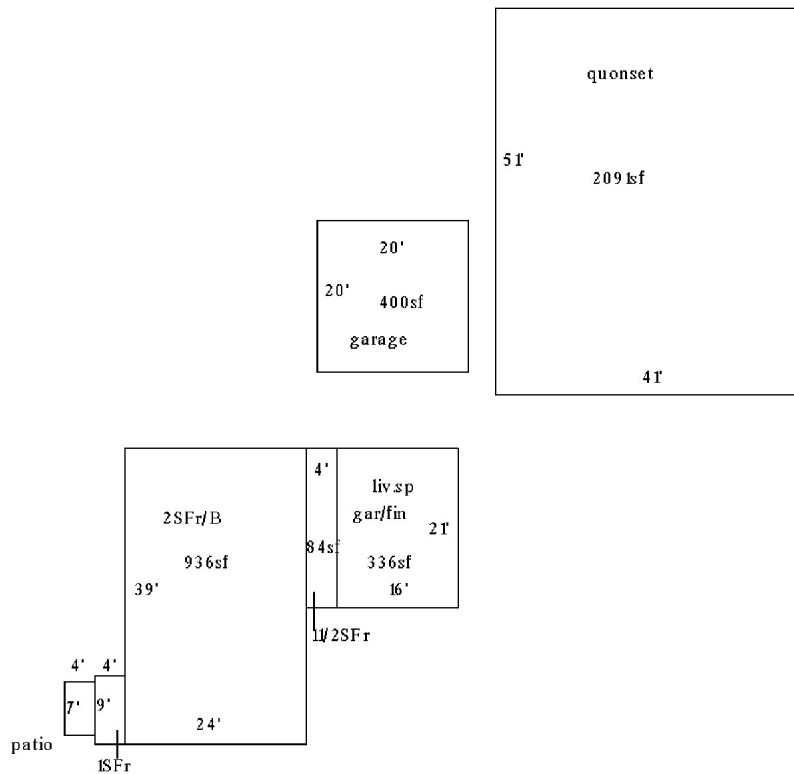 quonset
51'
2091sf
20'
20'
400sf
garage
41'
4'
liv.sp
2SFr/B
gar/fin
21'
84sf
936sf
336sf
39'
16'
11/2SFr
4' 4'
7' 9'
24'
patio
1SFr